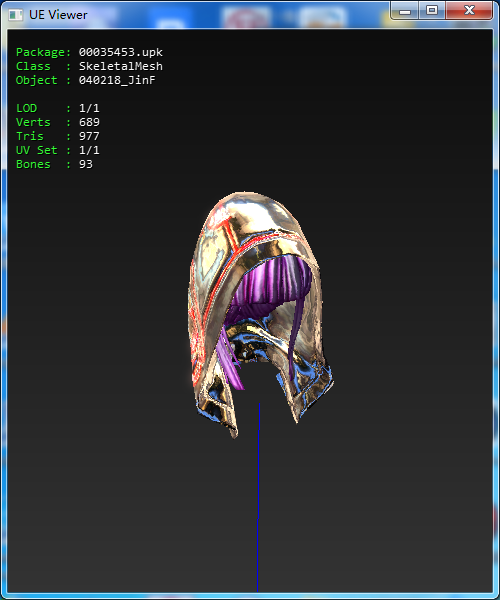 UE Viewer
Package: 00035453.upk
Class : SkeletalMesh
Object : 040218_JinF
LOD : 1/1
Verts : 689
Tris : 977
UV Set : 1/1
Bones : 93